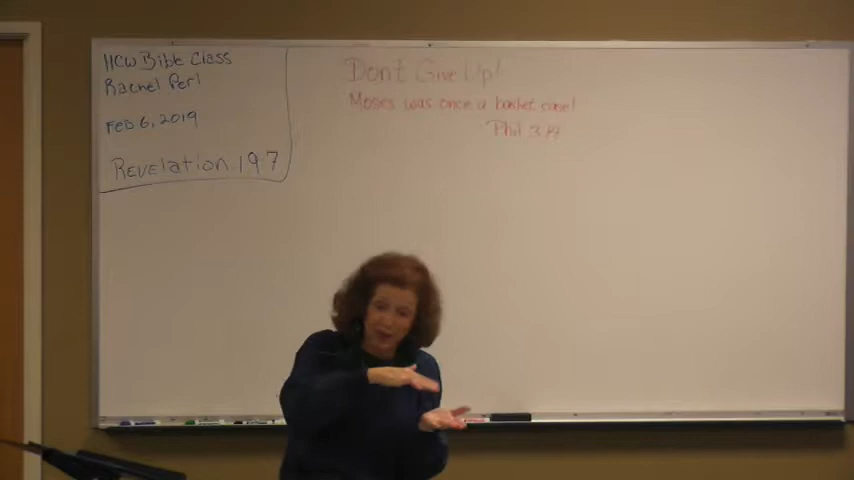 HCW Bible Class
Rachel Perl
Feb 6, 2019
Revelation 19 7
Don't Give Up!
Moses was once a basket case!
Phil 3:14